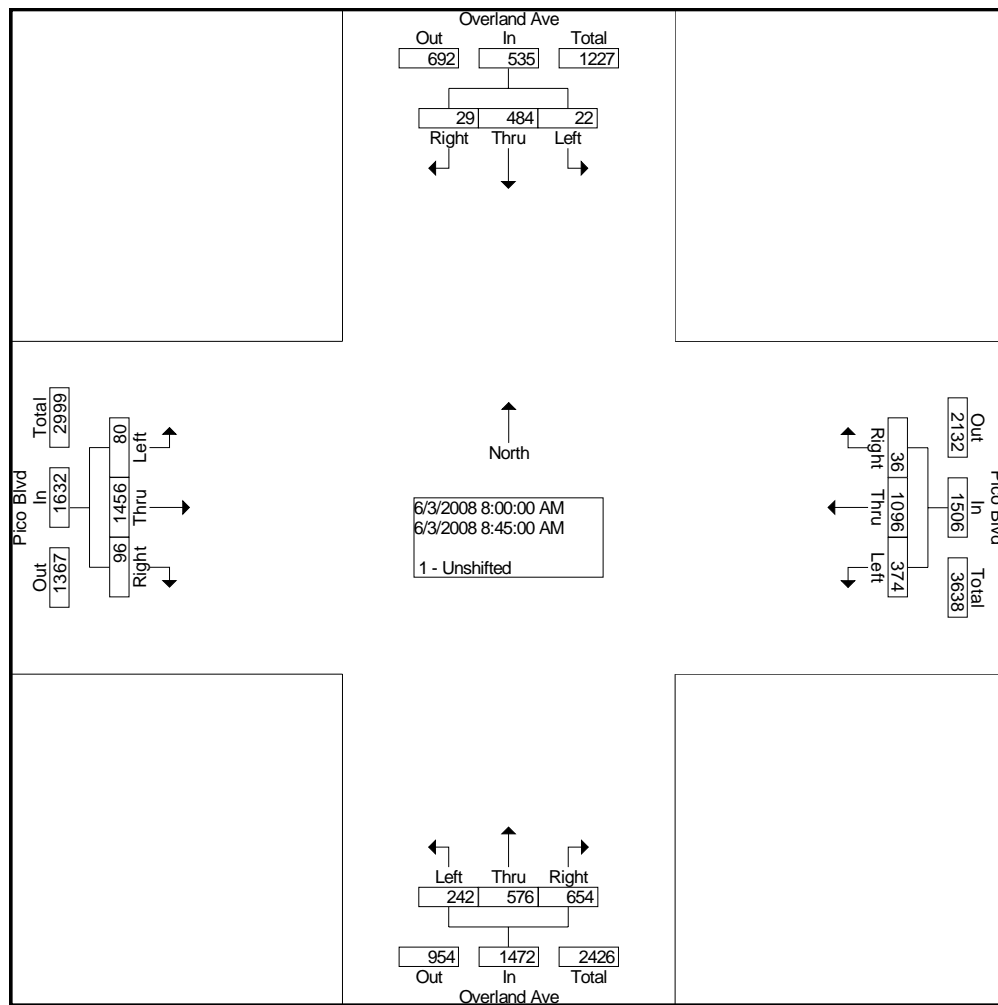 Overland Ave
Out In Total
692 535 1227
29 484 22
Right Thru Left
Pico Blvd
Total In Out
2999 1632 1367
80 1456 96
Left Thru Right
North
6/3/2008 8:00:00 AM
6/3/2008 8:45:00 AM
1 - Unshifted
Right Thru Left
36 1096 374
Out In Total
2132 1506 3638
Pico Blvd
Left Thru Right
242 576 654
954 1472 2426
Out In Total
Overland Ave